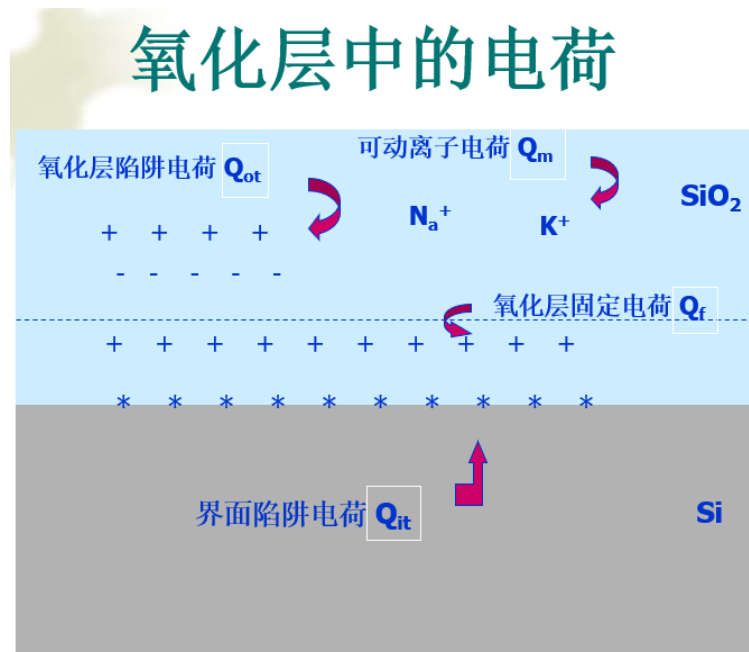 氧化层中的电荷
可动离子电荷 Qm
氧化层陷阱电荷 Qot
SiO2
Na+ K+
+ + + +
- - - - -
氧化层固定电荷 Qf
+ + + + + + + + + +
* * * * * * * * * *
界面陷阱电荷 Qit
Si